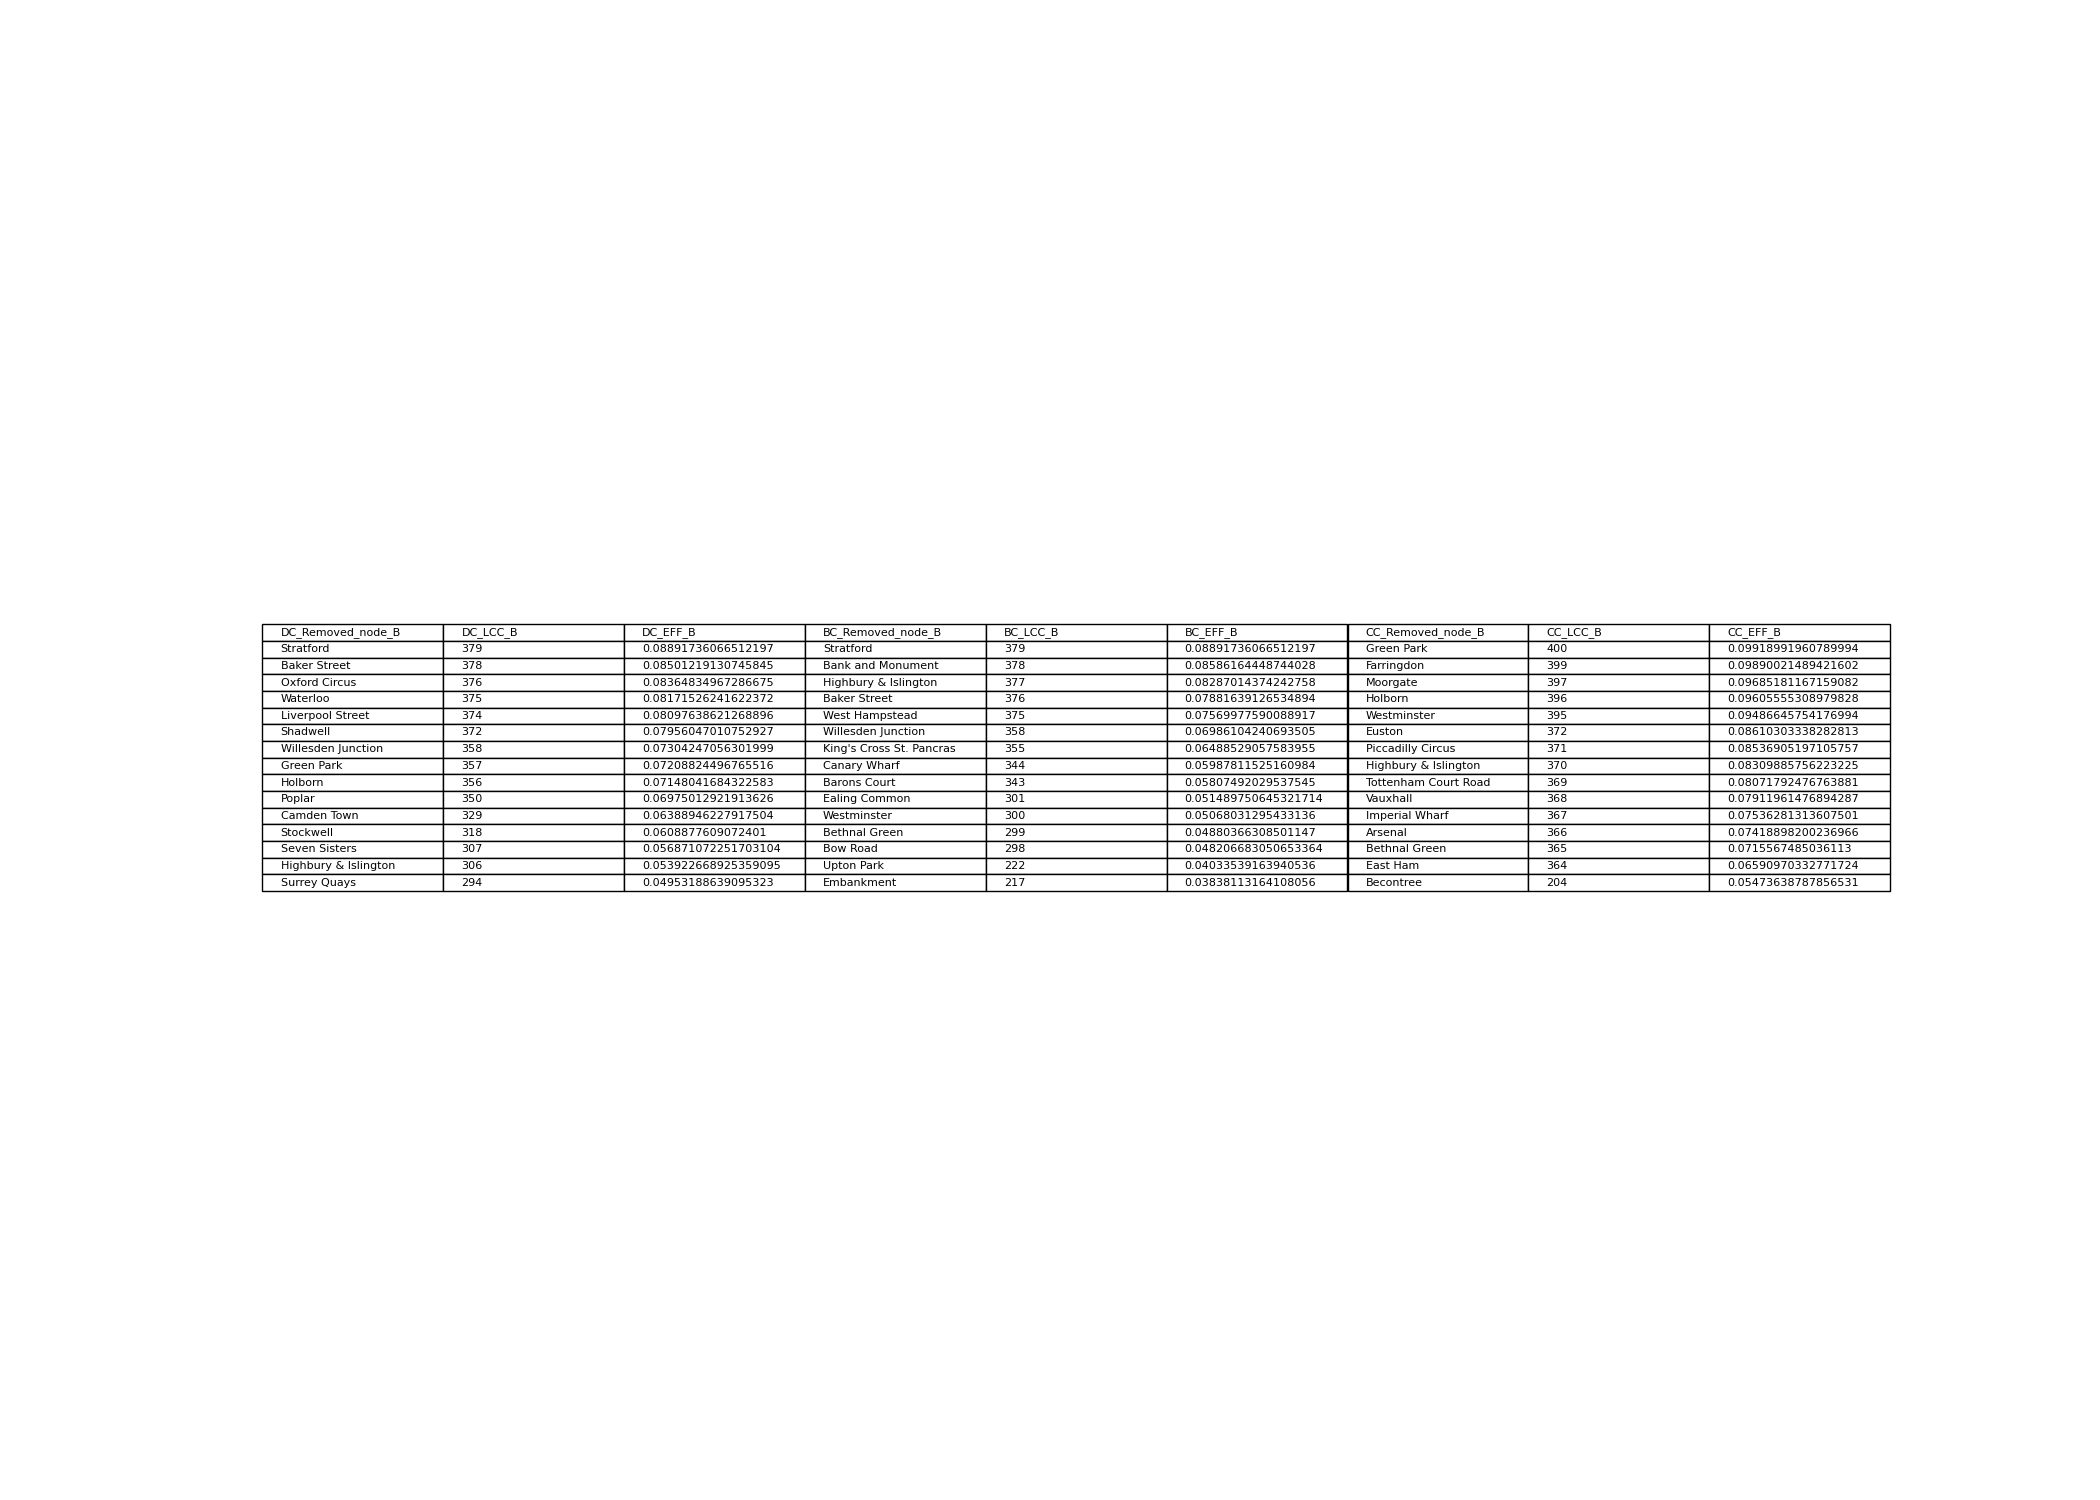 DC_Removed_node_B DC_LCC_B DC_EFF_B BC_Removed_node_B BC_LCC_B BC_EFF_B CC_Removed_node_B CC_LCC_B CC_EFF_B
Stratford 379 0.08891736066512197 Stratford 379 0.08891736066512197 Green Park 400 0.09918991960789994
Baker Street 378 0.08501219130745845 Bank and Monument 378 0.08586164448744028 Farringdon 399 0.09890021489421602
Oxford Circus 376 0.08364834967286675 Highbury & Islington 377 0.08287014374242758 Moorgate 397 0.09685181167159082
Waterloo 375 0.08171526241622372 Baker Street 376 0.07881639126534894 Holborn 396 0.09605555308979828
Liverpool Street 374 0.08097638621268896 West Hampstead 375 0.07569977590088917 Westminster 395 0.09486645754176994
Shadwell 372 0.07956047010752927 Willesden Junction 358 0.06986104240693505 Euston 372 0.08610303338282813
Willesden Junction 358 0.07304247056301999 King's Cross St. Pancras 355 0.06488529057583955 Piccadilly Circus 371 0.08536905197105757
Green Park 357 0.07208824496765516 Canary Wharf 344 0.05987811525160984 Highbury & Islington 370 0.08309885756223225
Holborn 356 0.07148041684322583 Barons Court 343 0.05807492029537545 Tottenham Court Road 369 0.08071792476763881
Poplar 350 0.06975012921913626 Ealing Common 301 0.051489750645321714 Vauxhall 368 0.07911961476894287
Camden Town 329 0.06388946227917504 Westminster 300 0.05068031295433136 Imperial Wharf 367 0.07536281313607501
Stockwell 318 0.0608877609072401 Bethnal Green 299 0.04880366308501147 Arsenal 366 0.07418898200236966
Seven Sisters 307 0.056871072251703104 Bow Road 298 0.048206683050653364 Bethnal Green 365 0.0715567485036113
Highbury & Islington 306 0.053922668925359095 Upton Park 222 0.04033539163940536 East Ham 364 0.06590970332771724
Surrey Quays 294 0.04953188639095323 Embankment 217 0.03838113164108056 Becontree 204 0.05473638787856531